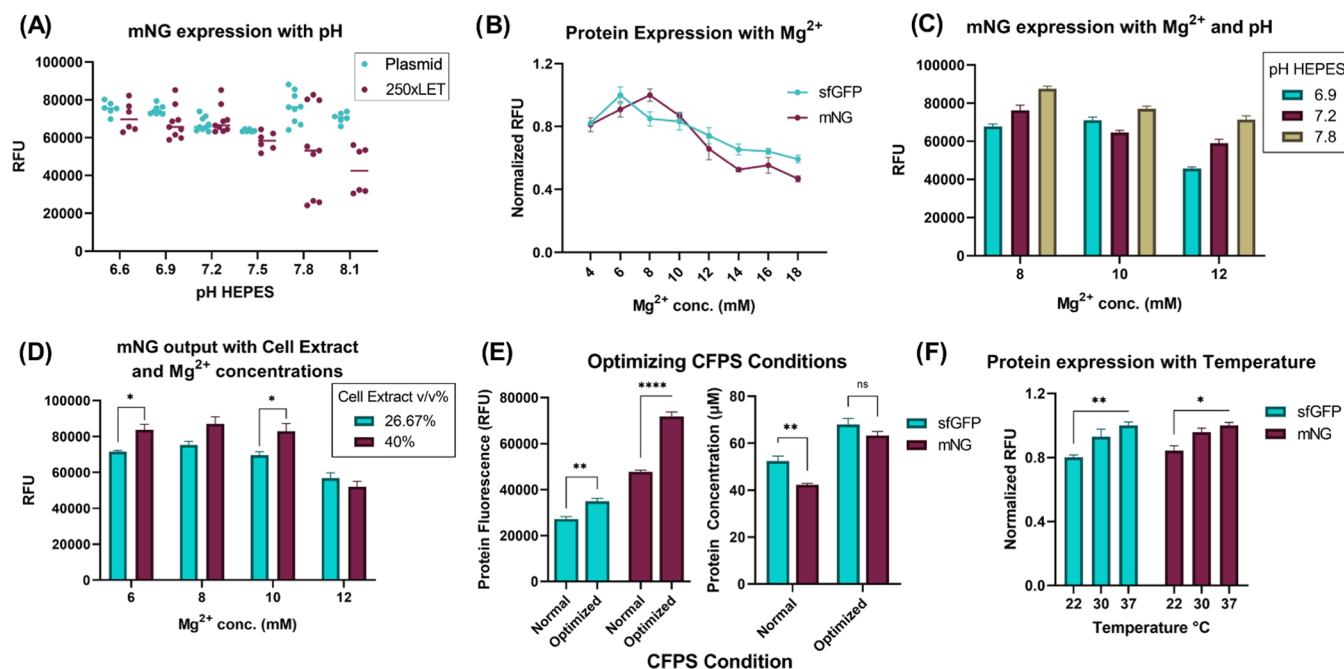 (A)
mNG expression with pH
Plasmid
250xLET
RFU
100000
80000
60000
40000
20000
0
6.6 6.9 7.2 7.5 7.8 8.1
pH HEPES
(B)
Protein Expression with Mg2+
sfGFP
mNG
Normalized RFU
1.2
0.8
0.4
0.0
4 6 8 10 12 14 16 18
Mg2+ conc. (mM)
(C)
mNG expression with Mg2+ and pH
pH HEPES
6.9
7.2
7.8
RFU
100000
80000
60000
40000
20000
0
8 10 12
Mg2+ conc. (mM)
(D)
mNG output with Cell Extract
and Mg2+ concentrations
Cell Extract v/v%
26.67%
40%
* *
RFU
100000
80000
60000
40000
20000
0
6 8 10 12
Mg2+ conc. (mM)
(E)
Optimizing CFPS Conditions
Protein Fluorescence (RFU)
80000
60000
40000
20000
0
** ****
Normal Optimized Normal Optimized
Protein Concentration (μM)
80
60
40
20
0
** ns
Normal Optimized
sfGFP
mNG
CFPS Condition
(F)
Protein expression with Temperature
sfGFP
mNG
** *
Normalized RFU
1.2
0.8
0.4
0.0
22 30 37 22 30 37
Temperature °C